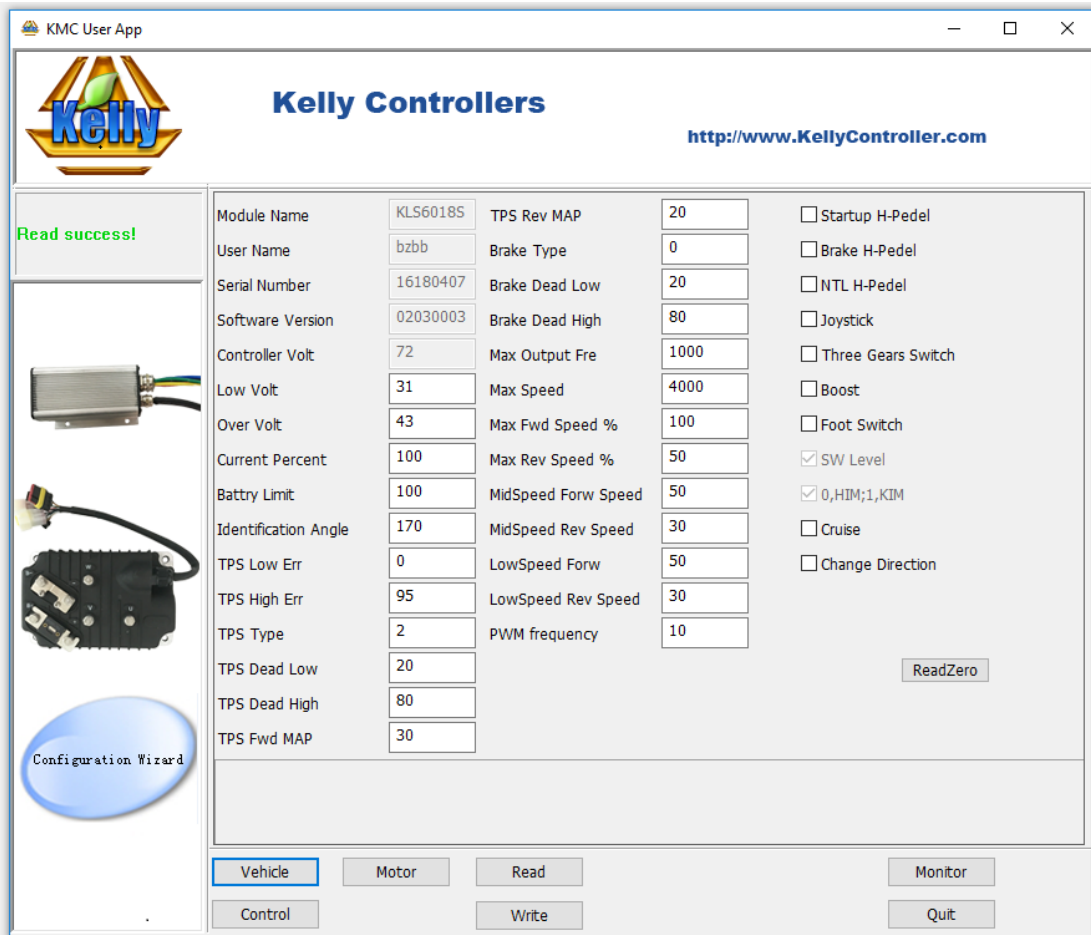 KMC User App
Kelly
Kelly Controllers
http://www.KellyController.com
Read success!
Configuration Wizard
Module Name KLS6018S
User Name bzbb
Serial Number 16180407
Software Version 02030003
Controller Volt 72
Low Volt 31
Over Volt 43
Current Percent 100
Battry Limit 100
Identification Angle 170
TPS Low Err 0
TPS High Err 95
TPS Type 2
TPS Dead Low 20
TPS Dead High 80
TPS Fwd MAP 30
TPS Rev MAP 20
Brake Type 0
Brake Dead Low 20
Brake Dead High 80
Max Output Fre 1000
Max Speed 4000
Max Fwd Speed % 100
Max Rev Speed % 50
MidSpeed Forw Speed 50
MidSpeed Rev Speed 30
LowSpeed Forw 50
LowSpeed Rev Speed 30
PWM frequency 10
Startup H-Pedel
Brake H-Pedel
NTL H-Pedel
Joystick
Three Gears Switch
Boost
Foot Switch
SW Level
0,HIM;1,KIM
Cruise
Change Direction
ReadZero
Vehicle Motor Read Monitor
Control Write Quit